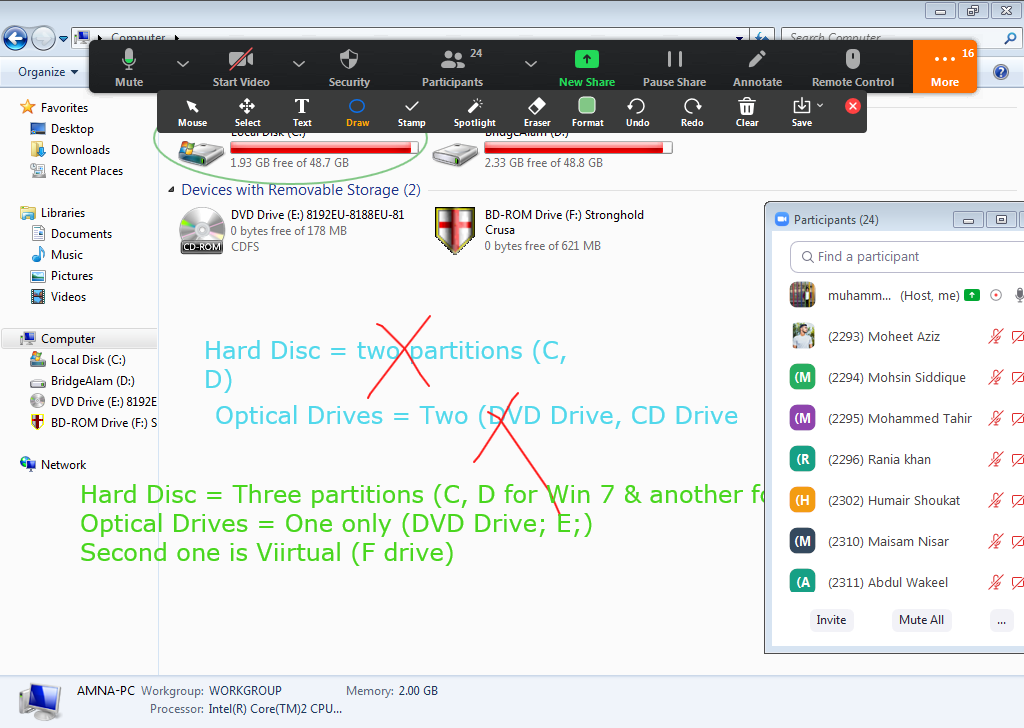 Computer
Search Computer
Organize
Mute
Start Video
Security
Participants
24
New Share
Pause Share
Annotate
Remote Control
More
16
Mouse
Select
Text
Draw
Stamp
Spotlight
Eraser
Format
Undo
Redo
Clear
Save
Favorites
Desktop
Downloads
Recent Places
Libraries
Documents
Music
Pictures
Videos
Computer
Local Disk (C:)
BridgeAlam (D:)
DVD Drive (E:) 8192E
BD-ROM Drive (F:) S
Network
Local Disk (C:)
1.93 GB free of 48.7 GB
BridgeAlam (D:)
2.33 GB free of 48.8 GB
Devices with Removable Storage (2)
DVD Drive (E:) 8192EU-8188EU-81
0 bytes free of 178 MB
CDFS
CD-ROM
BD-ROM Drive (F:) Stronghold
Crusa
0 bytes free of 621 MB
Hard Disc = two partitions (C,
D)
Optical Drives = Two (DVD Drive, CD Drive
Hard Disc = Three partitions (C, D for Win 7 & another fo
Optical Drives = One only (DVD Drive; E;)
Second one is Viirtual (F drive)
Participants (24)
Find a participant
muhamm... (Host, me)
(2293) Moheet Aziz
(M (2294) Mohsin Siddique
(M (2295) Mohammed Tahir
(R (2296) Rania khan
(H (2302) Humair Shoukat
(M (2310) Maisam Nisar
(A (2311) Abdul Wakeel
Invite
Mute All
...
AMNA-PC Workgroup: WORKGROUP Memory: 2.00 GB
Processor: Intel(R) Core(TM)2 CPU...